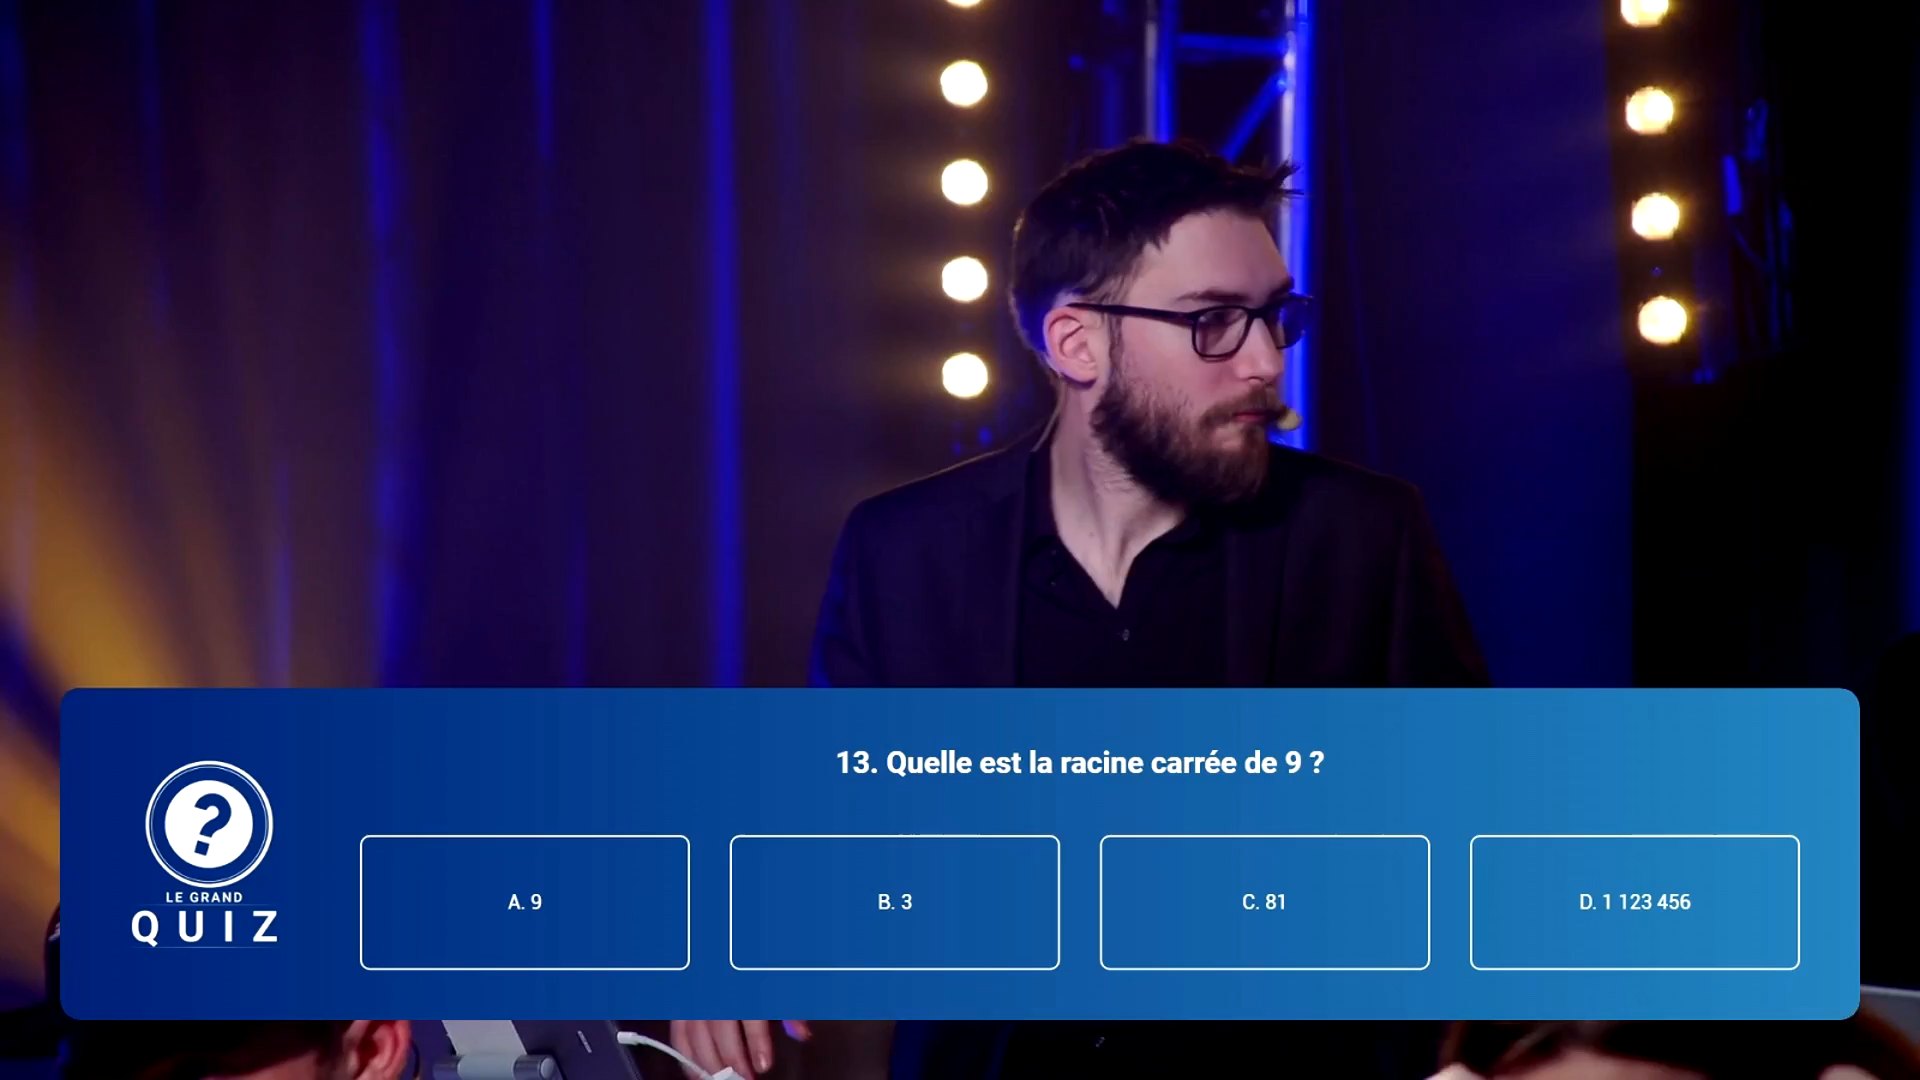 13. Quelle est la racine carrée de 9 ?
?
LE GRAND
QUIZ
A. 9
B. 3
C. 81
D. 1 123 456